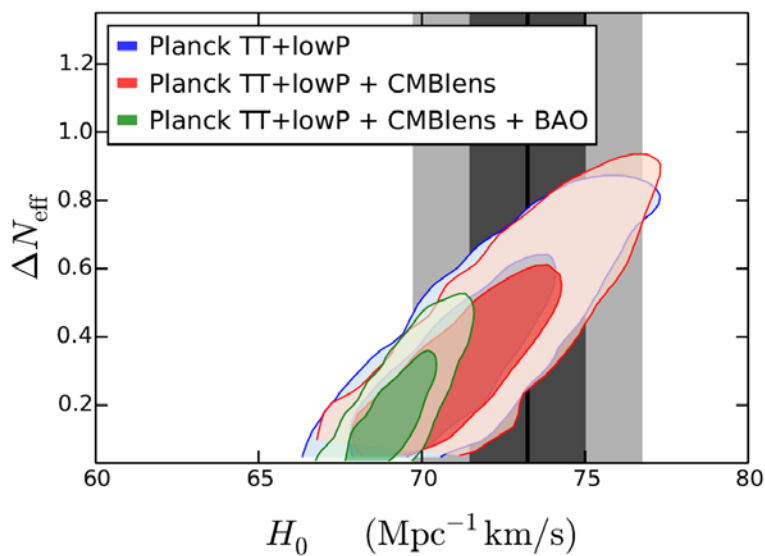 Planck TT+lowP
Planck TT+lowP + CMBlens
Planck TT+lowP + CMBlens + BAO
1.2
1.0
0.8
0.6
0.4
0.2
ΔN_eff
60 65 70 75 80
H₀ (Mpc⁻¹ km/s)